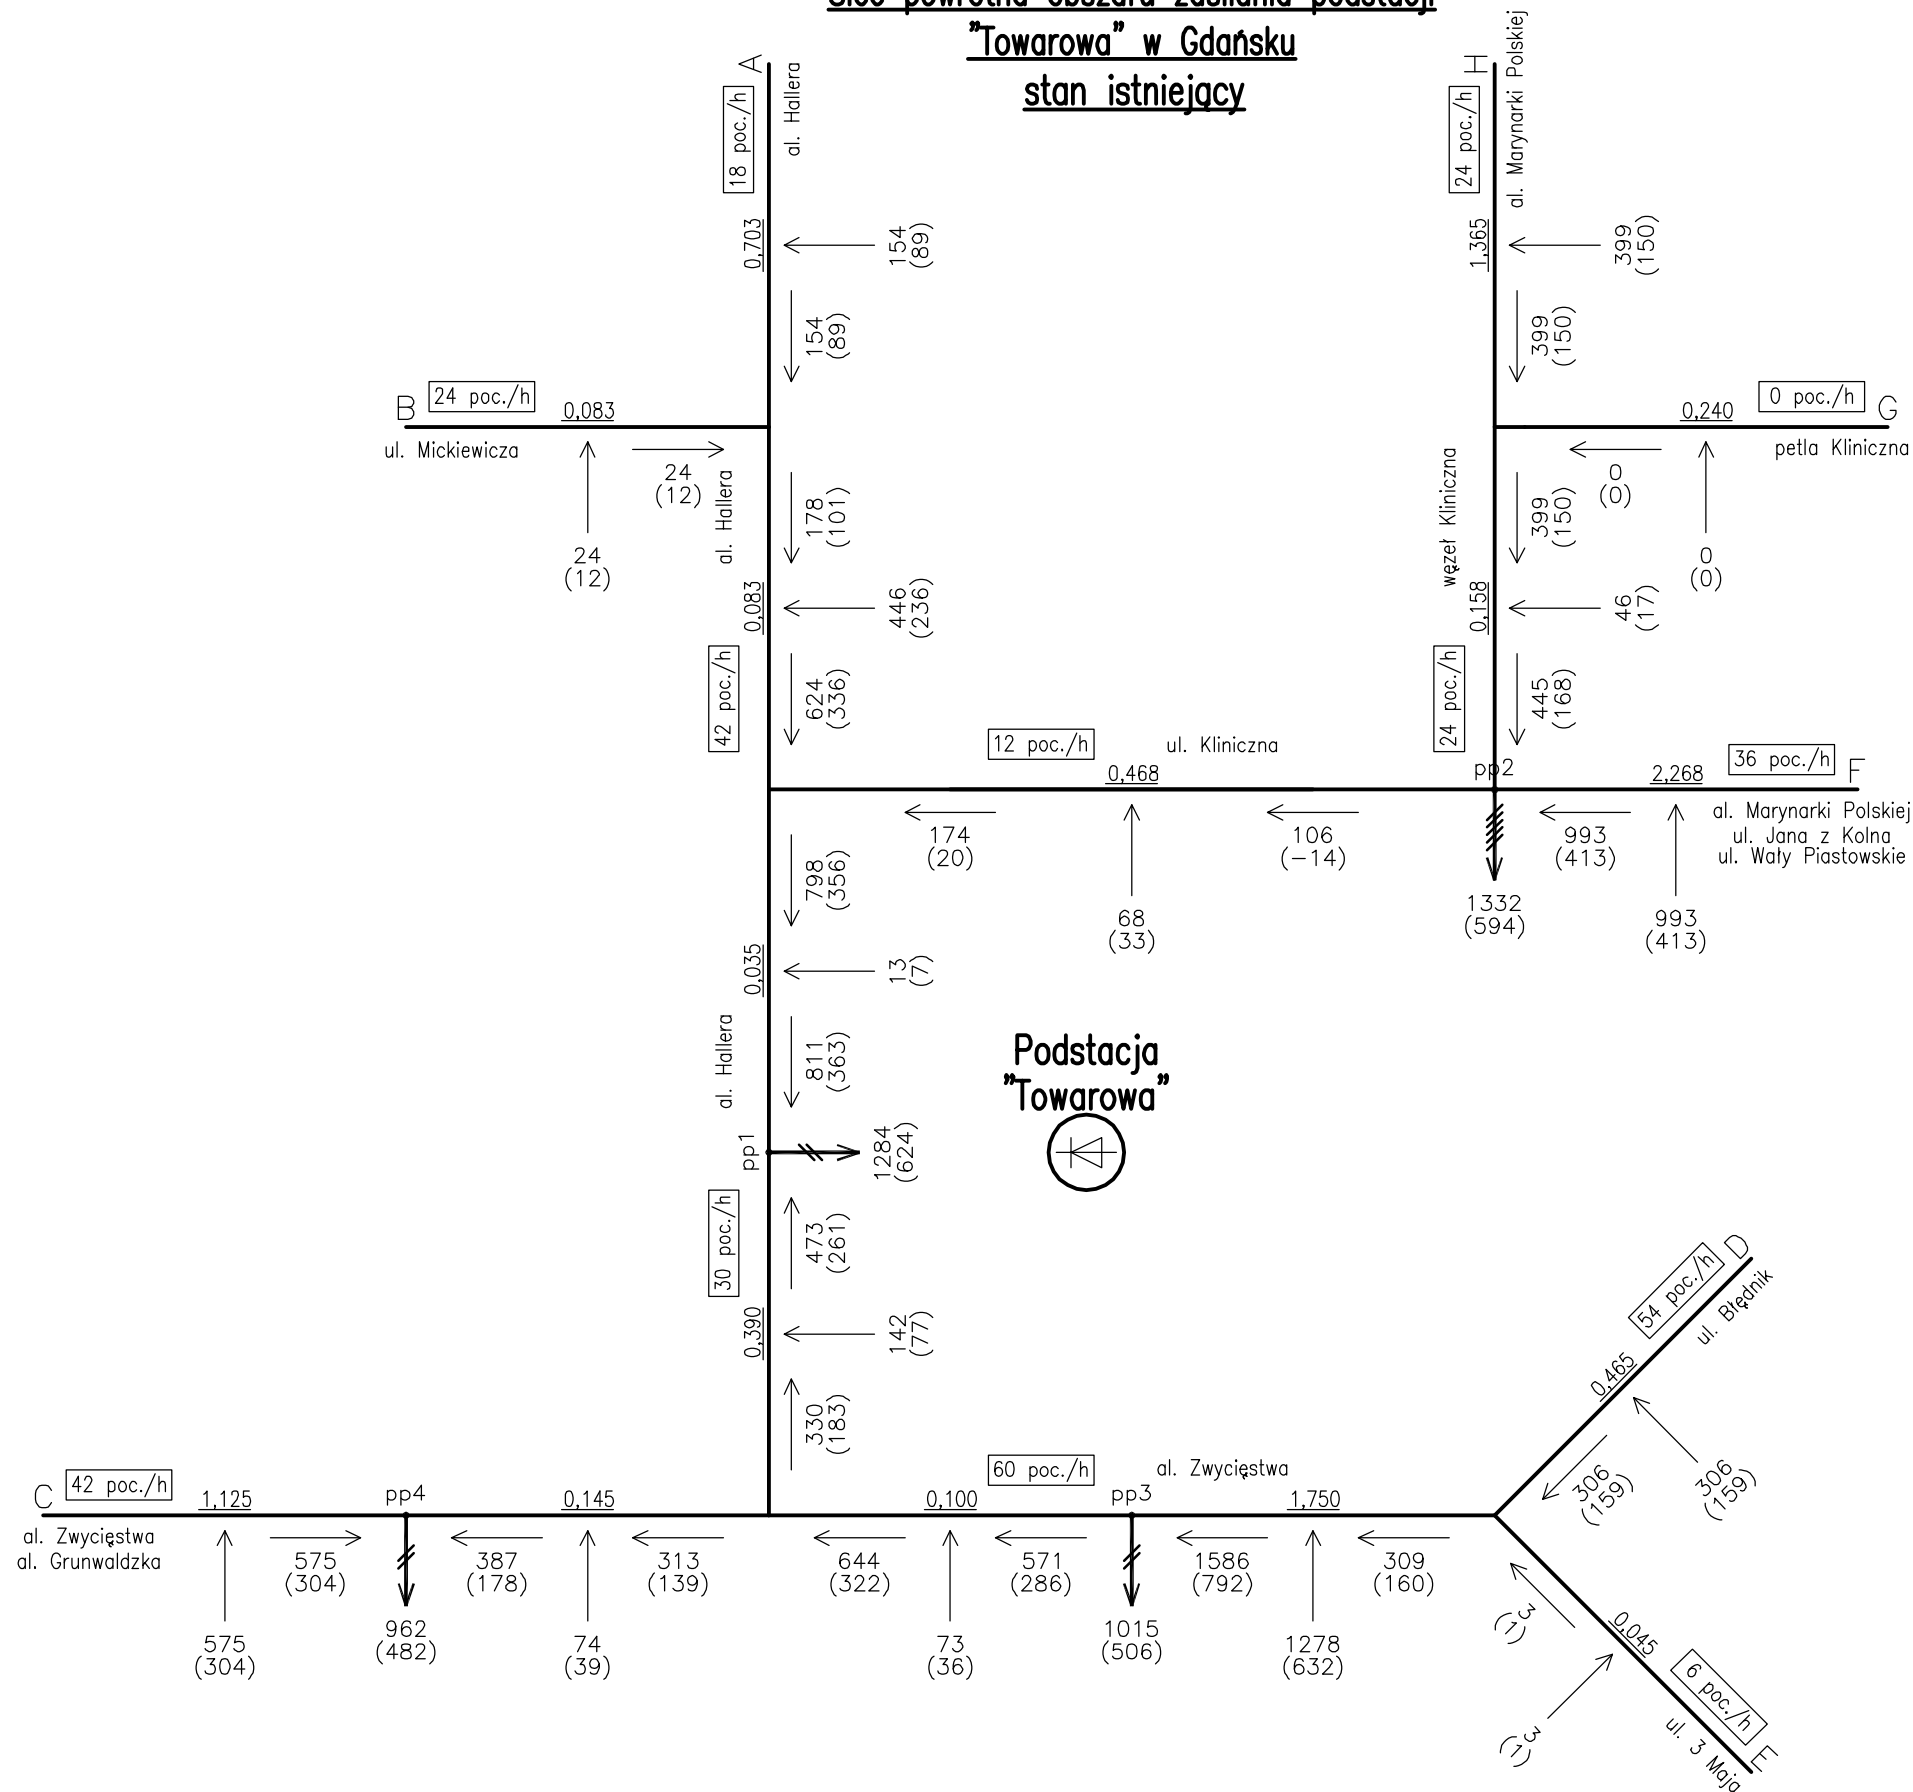 Sieć powrotna obszaru zasilania podstacji
"Towarowa" w Gdańsku
stan istniejący
A
18 poc./h
al. Hallera
0,703
154
(89)
154
(89)
H
24 poc./h
al. Marynarki Polskiej
1,365
399
(150)
399
(150)
B
24 poc./h
0,083
ul. Mickiewicza
24
(12)
24
(12)
0 poc./h
G
0,240
petla Kliniczna
0
(0)
0
(0)
al. Hallera
178
(101)
0,083
446
(236)
42 poc./h
624
(336)
węzeł Kliniczna
399
(150)
0,158
46
(17)
24 poc./h
445
(168)
12 poc./h
ul. Kliniczna
0,468
174
(20)
106
(-14)
68
(33)
pp2
1332
(594)
36 poc./h
F
2,268
al. Marynarki Polskiej
ul. Jana z Kolna
ul. Wały Piastowskie
993
(413)
993
(413)
798
(356)
0,035
13
(7)
al. Hallera
811
(363)
Podstacja
"Towarowa"
pp1
1284
(624)
30 poc./h
473
(261)
0,390
142
(77)
330
(183)
D
54 poc./h
ul. Błędnik
0,465
306
(159)
306
(159)
C
42 poc./h
1,125
al. Zwycięstwa
al. Grunwaldzka
575
(304)
575
(304)
pp4
962
(482)
0,145
387
(178)
313
(139)
74
(39)
60 poc./h
al. Zwycięstwa
0,100
644
(322)
571
(286)
73
(36)
pp3
1015
(506)
1,750
1586
(792)
309
(160)
1278
(632)
3
(1)
0,045
3
(1)
6 poc./h
ul. 3 Maja
E